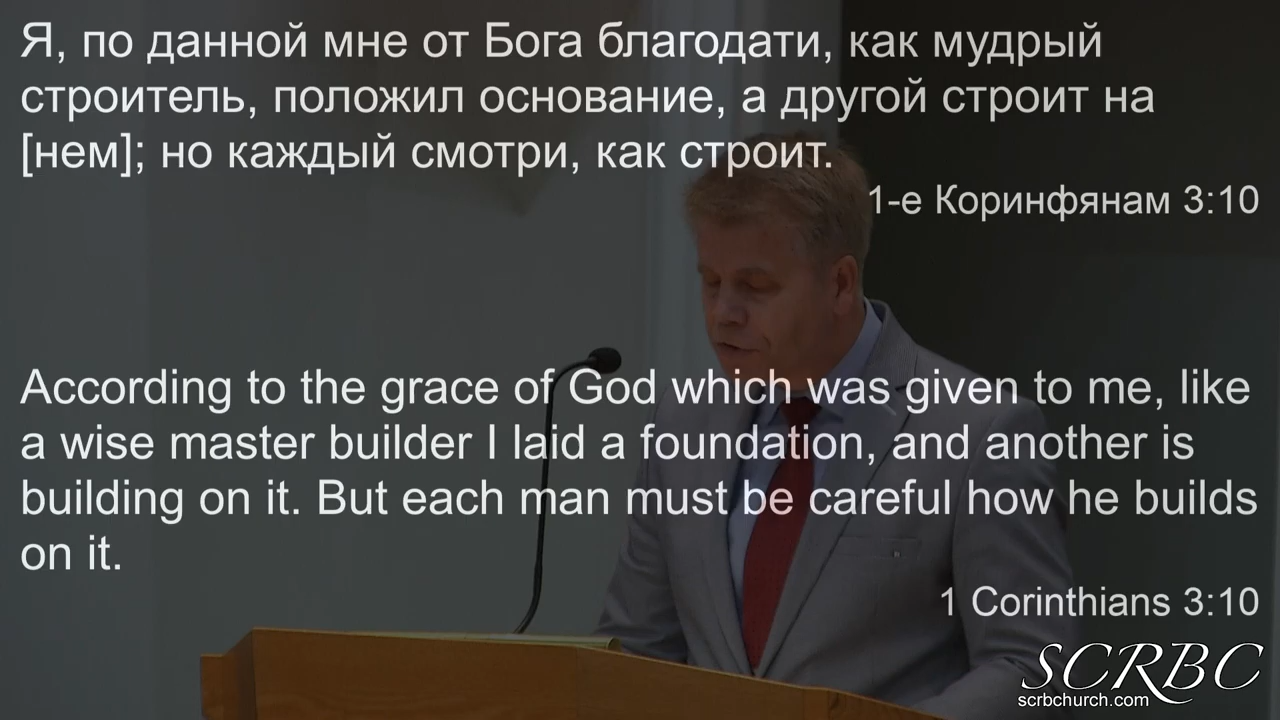 Я, по данной мне от Бога благодати, как мудрый
строитель, положил основание, а другой строит на
[нем]; но каждый смотри, как строит.
1-е Коринфянам 3:10
According to the grace of God which was given to me, like
a wise master builder I laid a foundation, and another is
building on it. But each man must be careful how he builds
on it.
1 Corinthians 3:10
SCRBC
scrbchurch.com